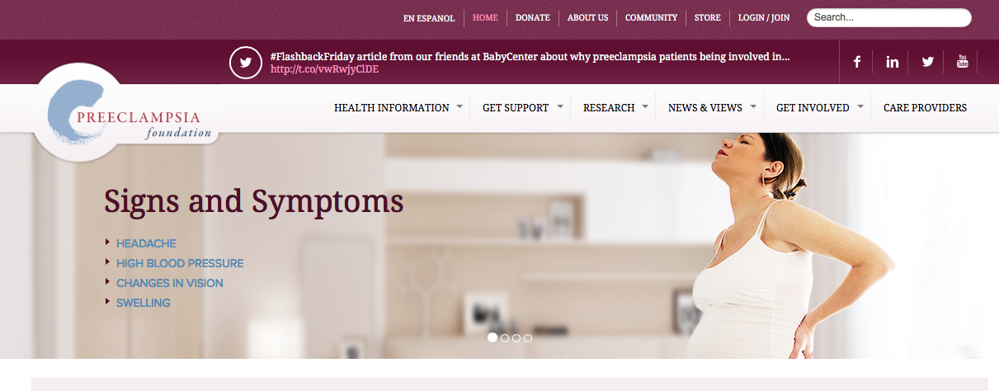 EN ESPANOL HOME DONATE ABOUT US COMMUNITY STORE LOGIN / JOIN Search...
#FlashbackFriday article from our friends at BabyCenter about why preeclampsia patients being involved in...
http://t.co/vwRwjyClDE
You Tube
PREECLAMPSIA
foundation
HEALTH INFORMATION GET SUPPORT RESEARCH NEWS & VIEWS GET INVOLVED CARE PROVIDERS
Signs and Symptoms
HEADACHE
HIGH BLOOD PRESSURE
CHANGES IN VISION
SWELLING